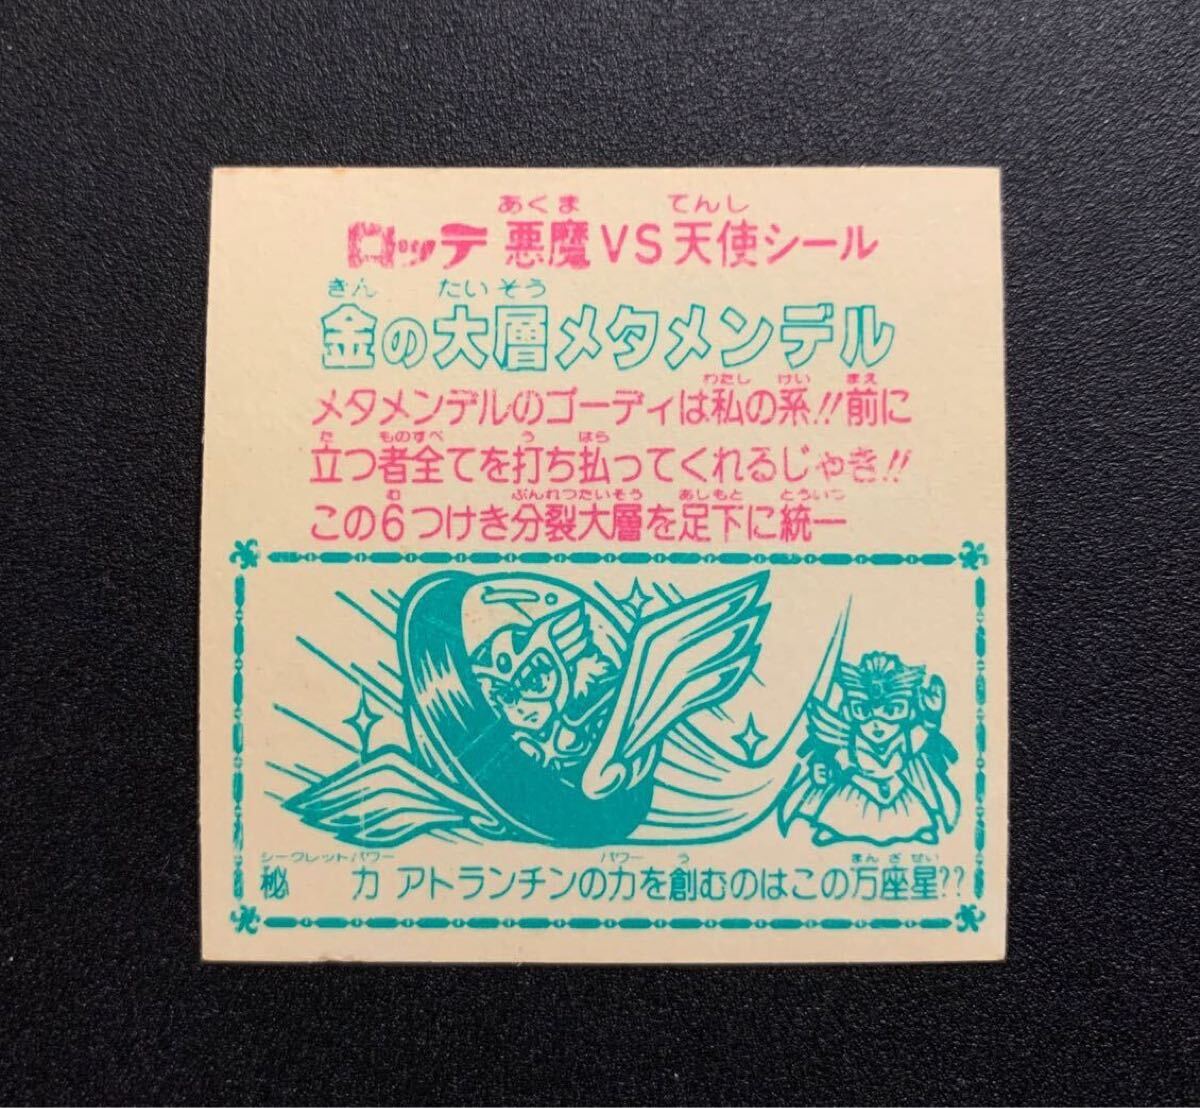 あくま てんし
ロッテ 悪魔VS天使シール
きん たいそう
金の大層メタメンデル
わたし けい まえ
メタメンデルのゴーディは私の系!!前に
た ものすべ う はら
立つ者全てを打ち払ってくれるじゃき!!
む ぶんれつたいそう あしもと とういつ
この6つけき分裂大層を足下に統一
シークレットパワー パワー う まんざせい
秘 力 アトランチンの力を創むのはこの万座星??